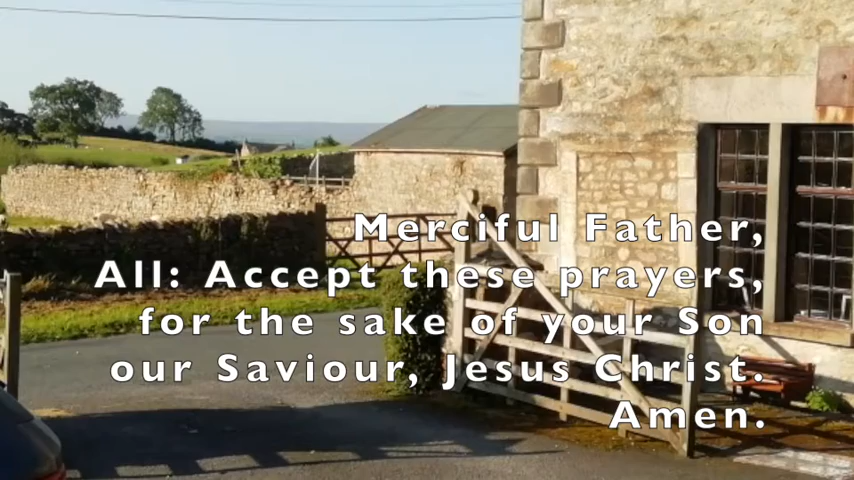 Merciful Father,
All: Accept these prayers,
for the sake of your Son
our Saviour, Jesus Christ.
Amen.